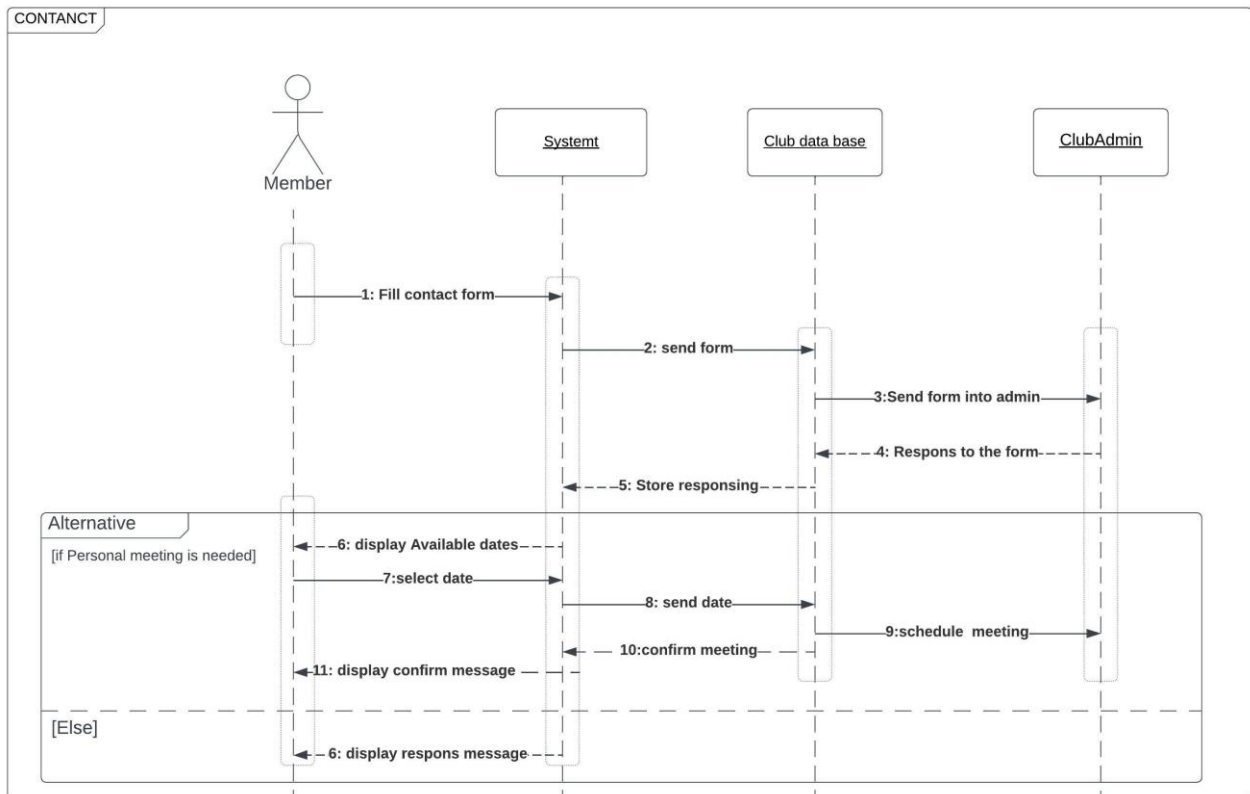 CONTANCT
Member
Systemt
Club data base
ClubAdmin
1: Fill contact form
2: send form
3:Send form into admin
4: Respons to the form
5: Store responsing
Alternative
[if Personal meeting is needed]
6: display Available dates
7:select date
8: send date
9:schedule meeting
10:confirm meeting
11: display confirm message
[Else]
6: display respons message